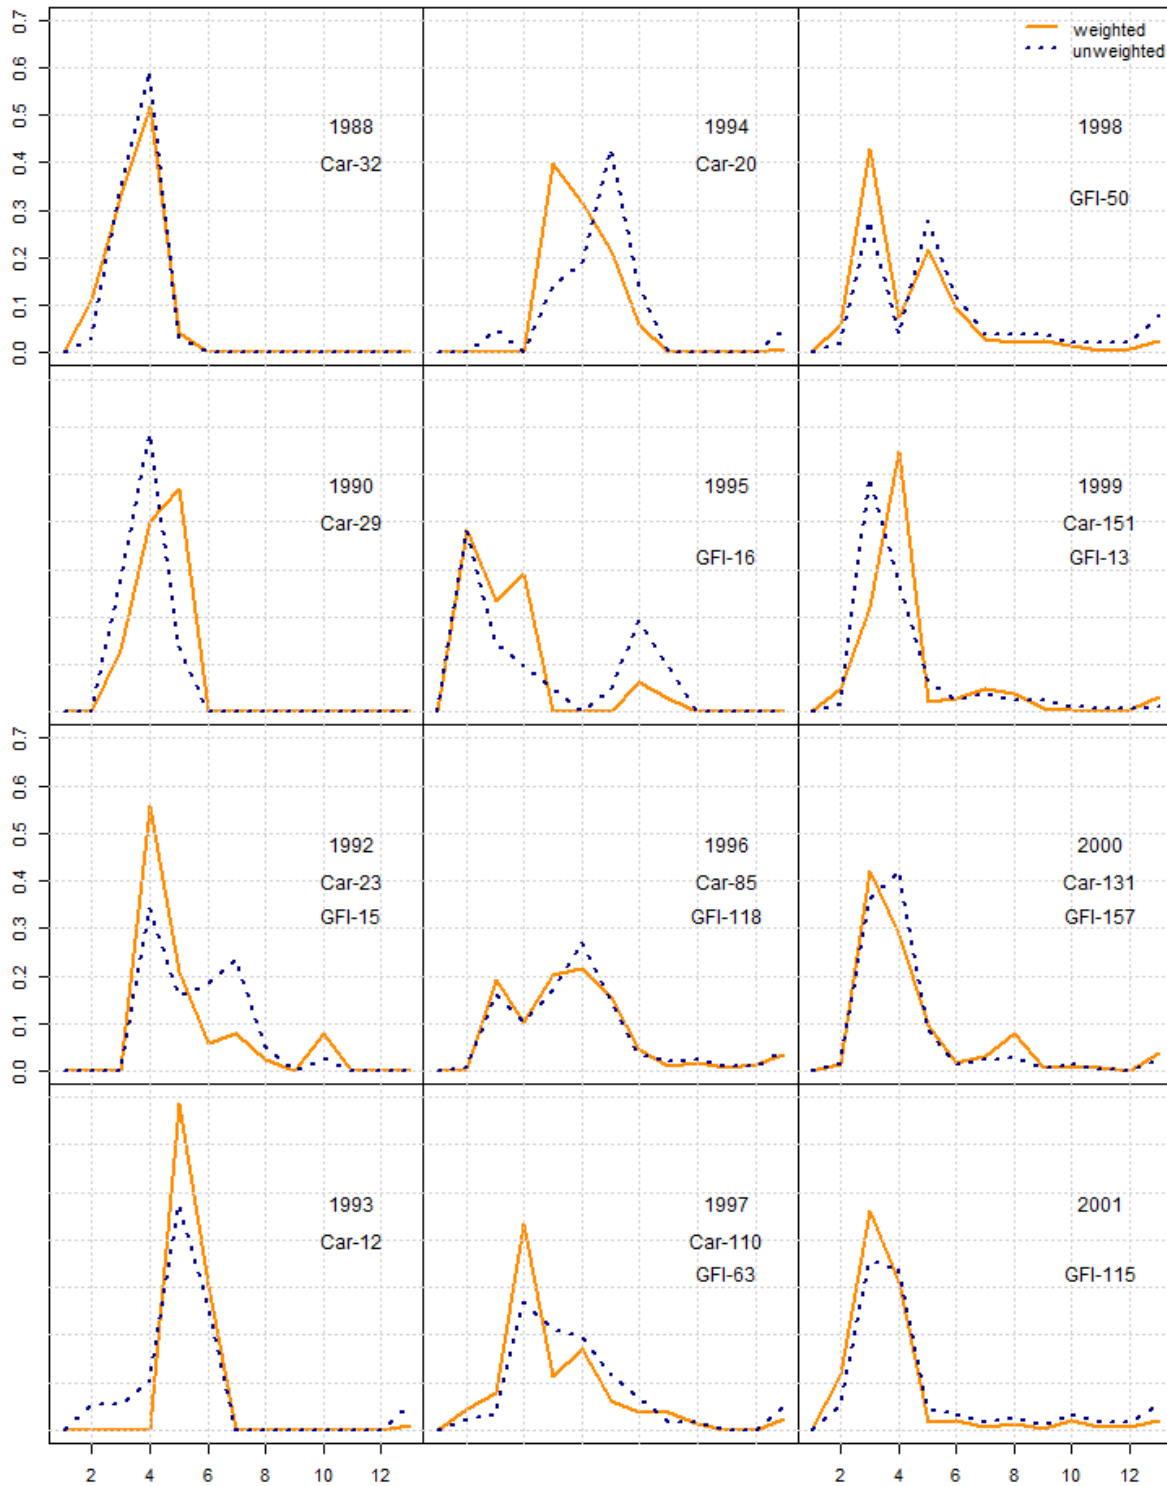 weighted
unweighted
0.7
0.6
0.5
0.4
0.3
0.2
0.1
0.0
1988
Car-32
1994
Car-20
1998
GFI-50
1990
Car-29
1995
GFI-16
1999
Car-151
GFI-13
0.7
0.6
0.5
0.4
0.3
0.2
0.1
0.0
1992
Car-23
GFI-15
1996
Car-85
GFI-118
2000
Car-131
GFI-157
1993
Car-12
1997
Car-110
GFI-63
2001
GFI-115
2 4 6 8 10 12
2 4 6 8 10 12